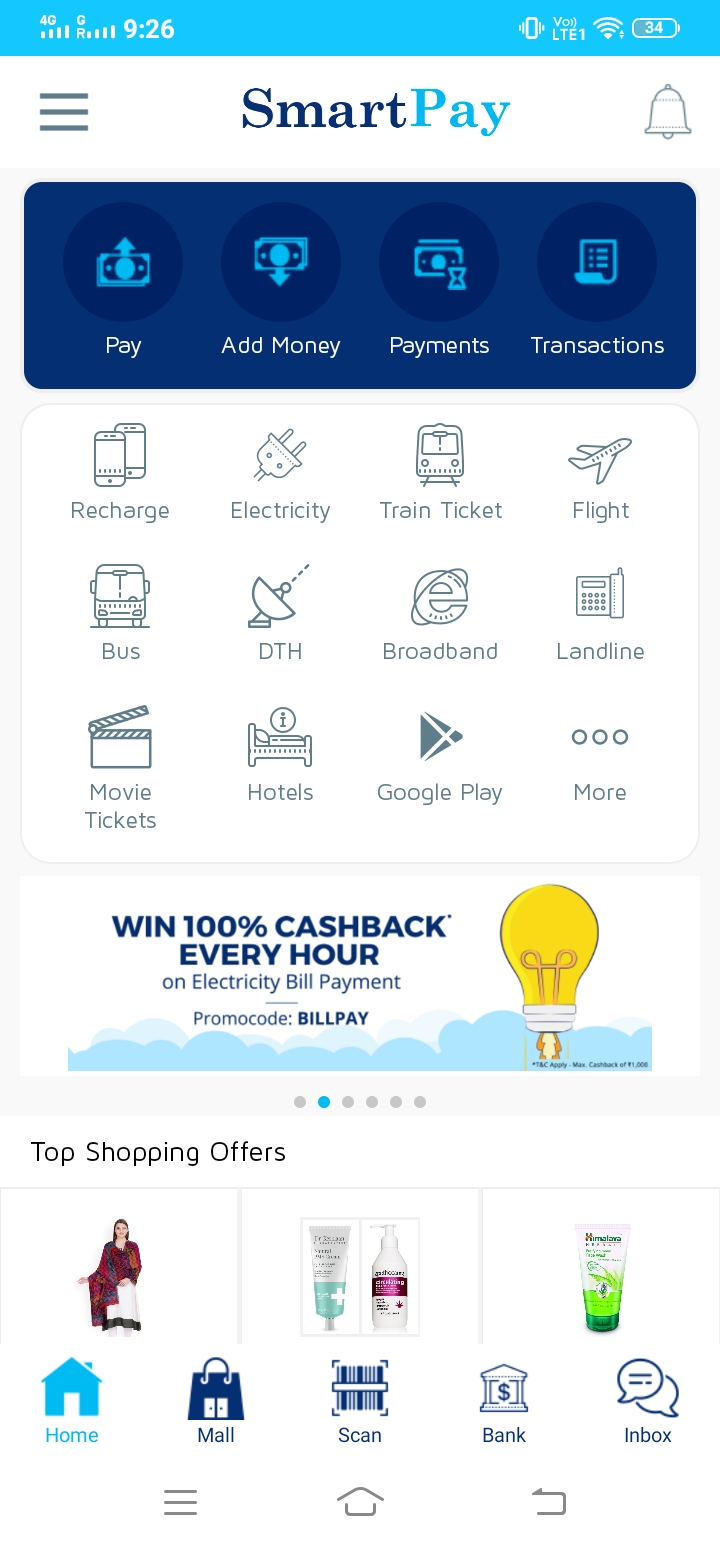 4G G R 9:26 Vo)) LTE1 34
SmartPay
Pay Add Money Payments Transactions
Recharge Electricity Train Ticket Flight
Bus DTH Broadband Landline
Movie Hotels Google Play More
Tickets
WIN 100% CASHBACK*
EVERY HOUR
on Electricity Bill Payment
Promocode: BILLPAY
*T&C Apply - Max. Cashback of ₹1,000
Top Shopping Offers
Himalaya
HERBALS
Home Mall Scan Bank Inbox